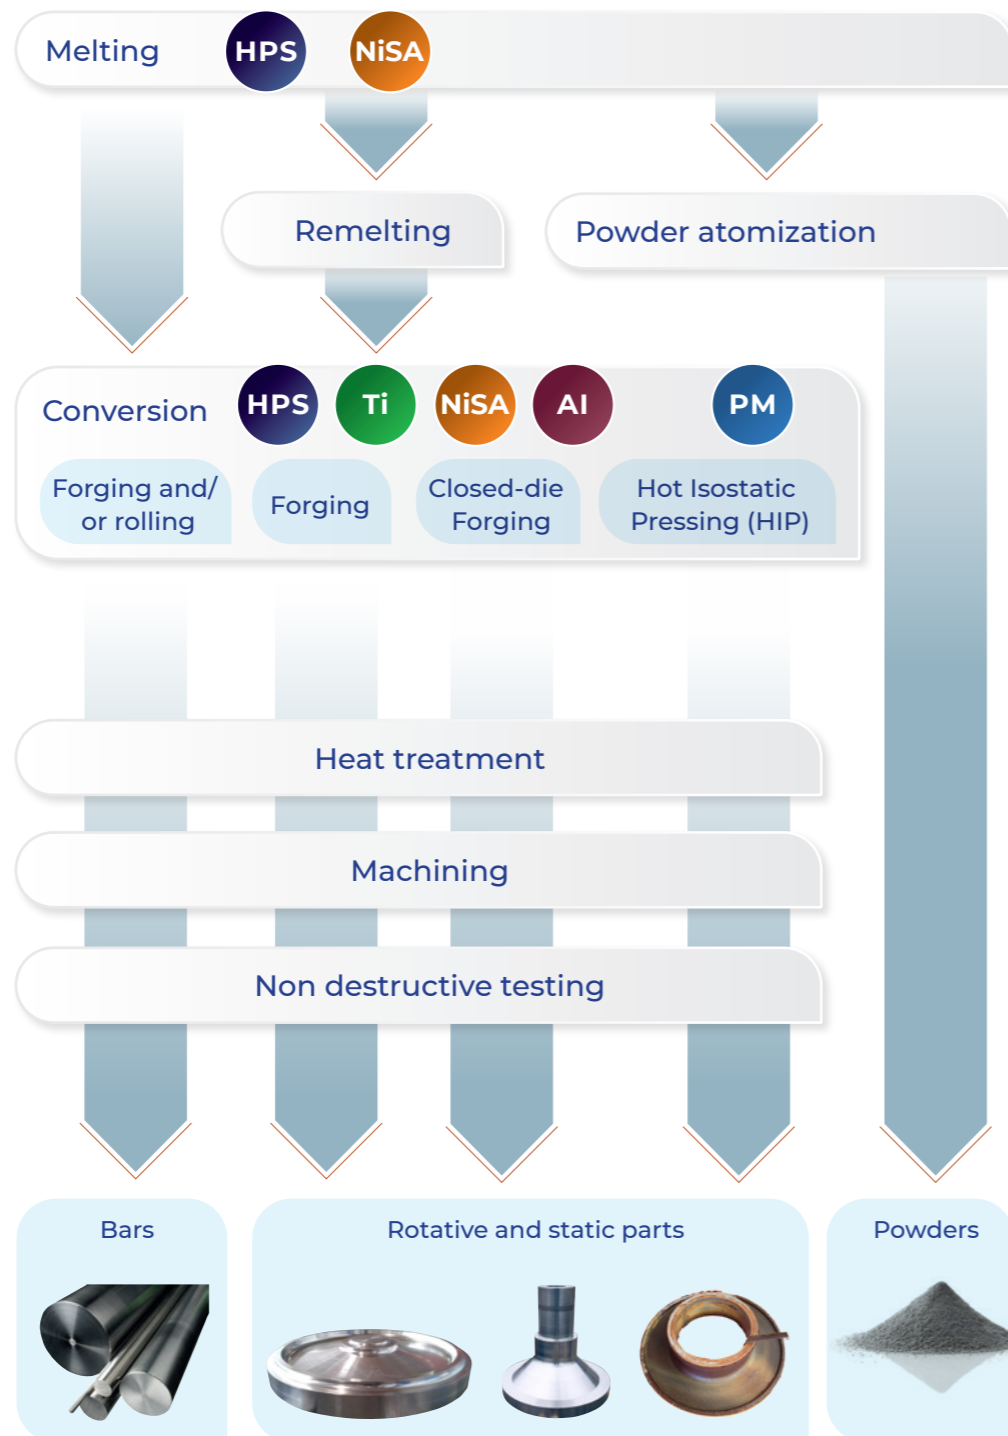 Melting
HPS
NiSA
Remelting
Powder atomization
Conversion
HPS
Ti
NiSA
Al
PM
Forging and/
or rolling
Forging
Closed-die
Forging
Hot Isostatic
Pressing (HIP)
Heat treatment
Machining
Non destructive testing
Bars
Rotative and static parts
Powders